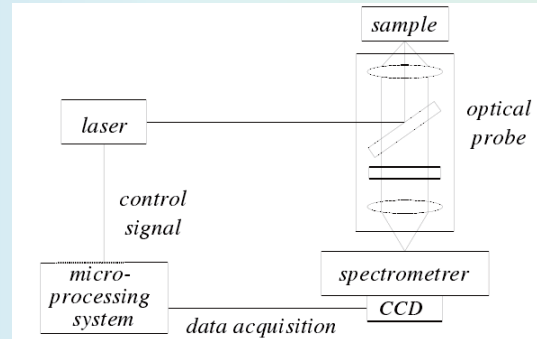 sample
laser
optical
probe
control
signal
micro-
processing
system
spectrometrer
CCD
data acquisition